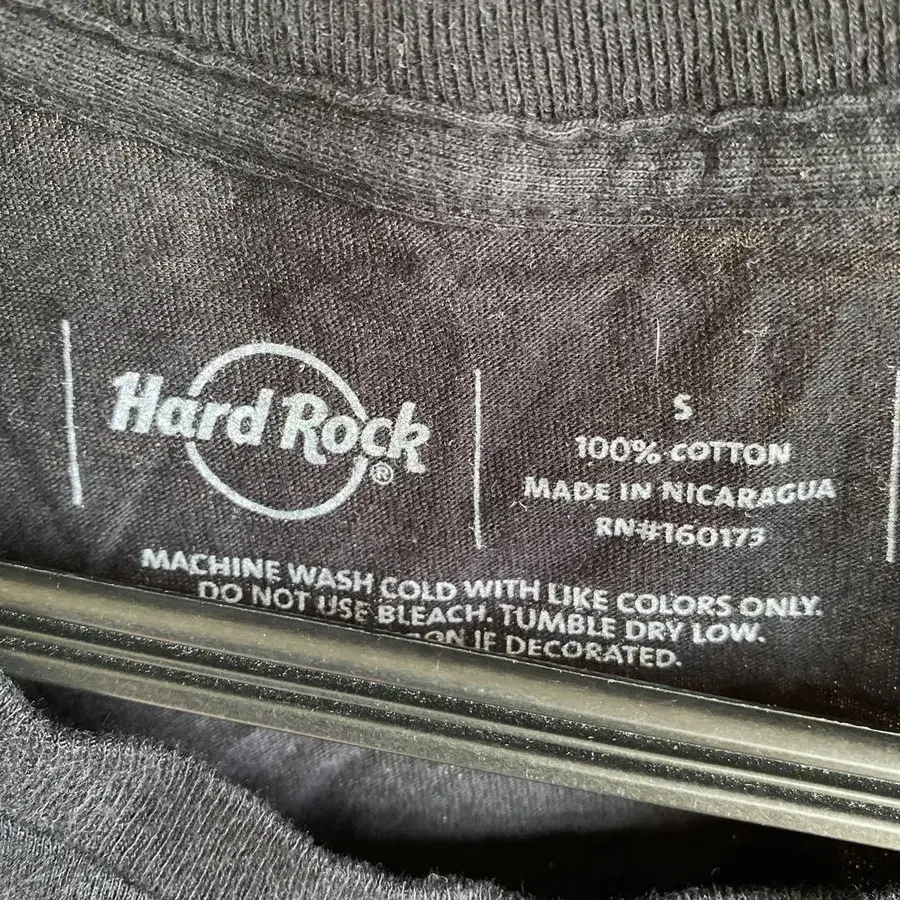 Hard Rock®
S
100% COTTON
MADE IN NICARAGUA
RN#160173
MACHINE WASH COLD WITH LIKE COLORS ONLY.
DO NOT USE BLEACH. TUMBLE DRY LOW.
IF DECORATED.